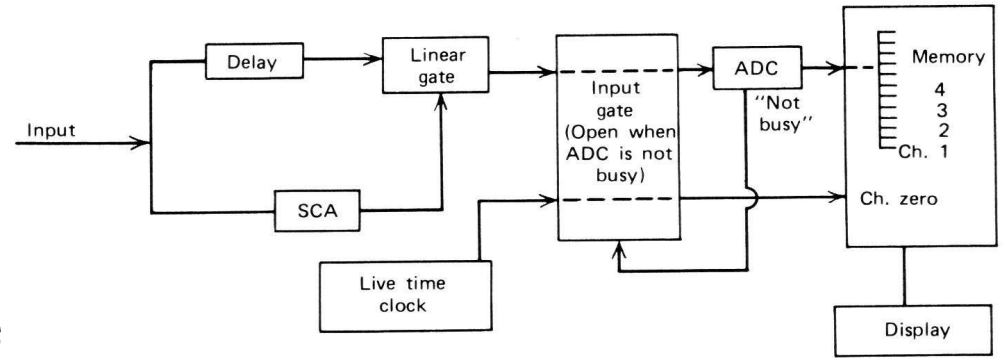 Input
Delay
Linear
gate
SCA
Live time
clock
Input
gate
(Open when
ADC is not
busy)
ADC
"Not
busy"
Memory
4
3
2
Ch. 1
Ch. zero
Display